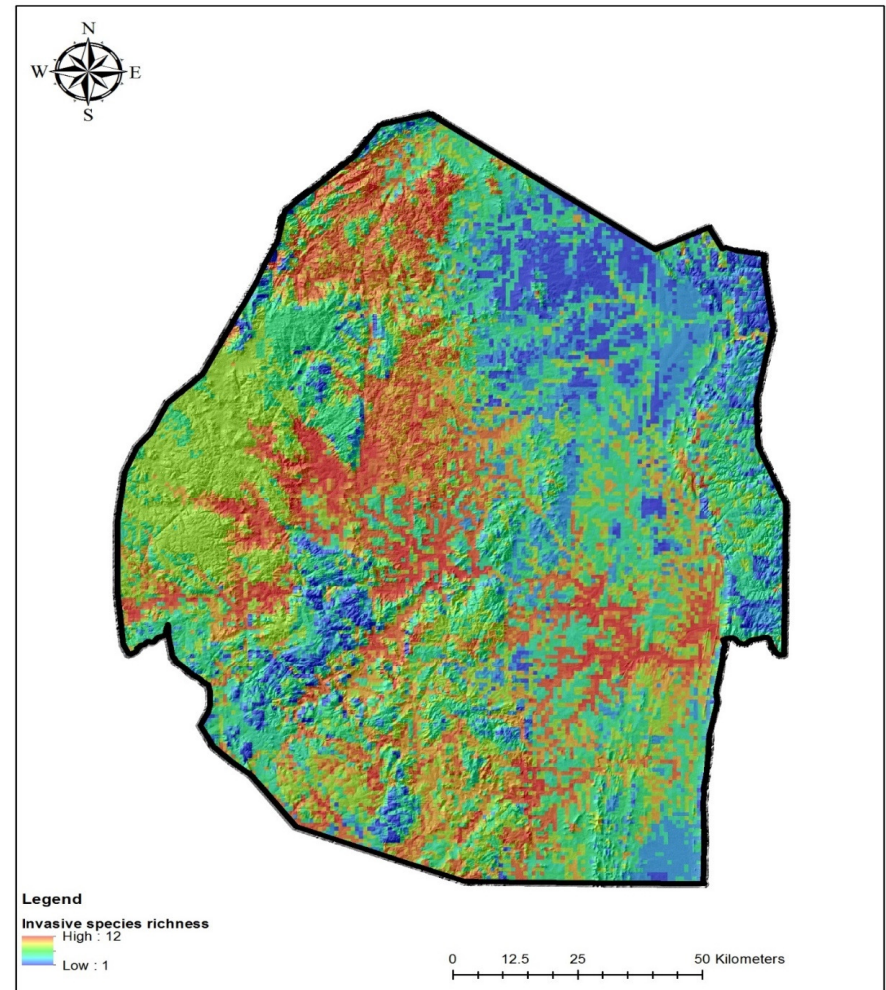 N
W E
S
Legend
Invasive species richness
High : 12
Low : 1
0 12.5 25 50 Kilometers